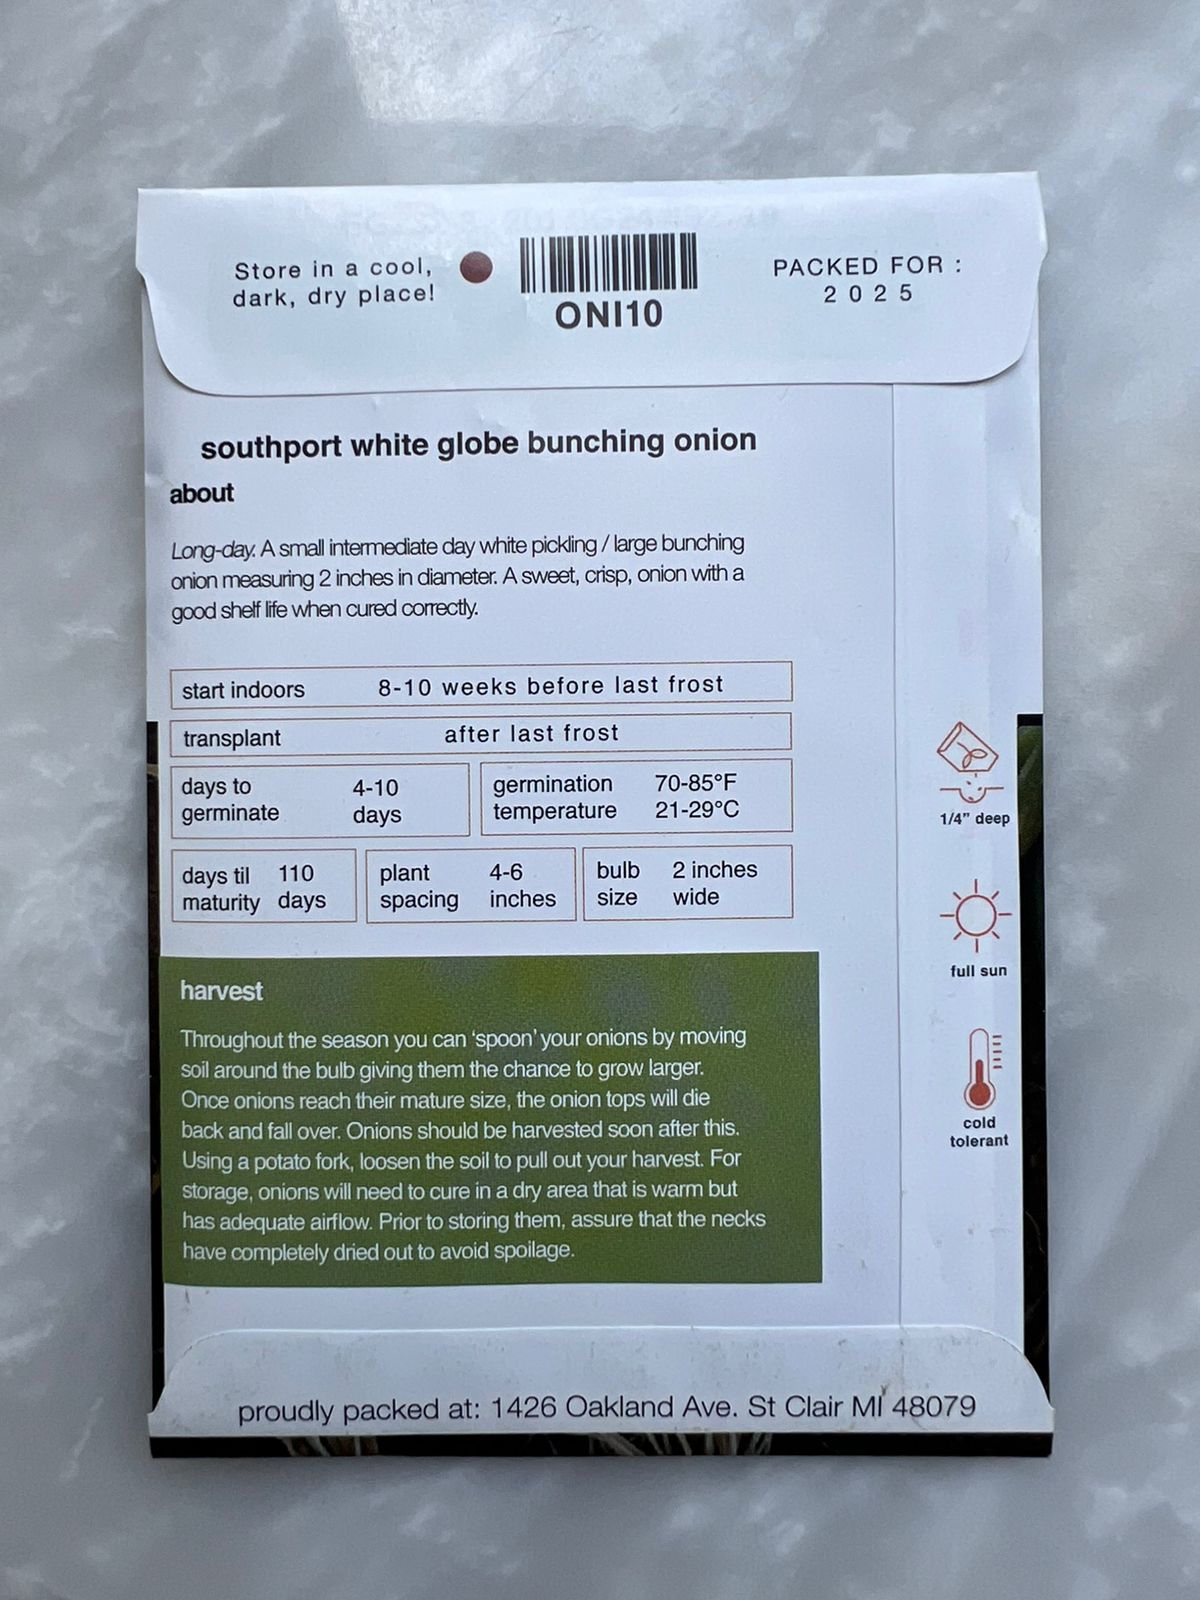 Store in a cool,
dark, dry place!
ONI10
PACKED FOR :
2025
southport white globe bunching onion
about
Long-day. A small intermediate day white pickling / large bunching
onion measuring 2 inches in diameter. A sweet, crisp, onion with a
good shelf life when cured correctly.
start indoors 8-10 weeks before last frost
transplant after last frost
days to
germinate
4-10
days
germination
temperature
70-85°F
21-29°C
days til
maturity
110
days
plant
spacing
4-6
inches
bulb
size
2 inches
wide
1/4" deep
full sun
cold
tolerant
harvest
Throughout the season you can 'spoon' your onions by moving
soil around the bulb giving them the chance to grow larger.
Once onions reach their mature size, the onion tops will die
back and fall over. Onions should be harvested soon after this.
Using a potato fork, loosen the soil to pull out your harvest. For
storage, onions will need to cure in a dry area that is warm but
has adequate airflow. Prior to storing them, assure that the necks
have completely dried out to avoid spoilage.
proudly packed at: 1426 Oakland Ave. St Clair MI 48079